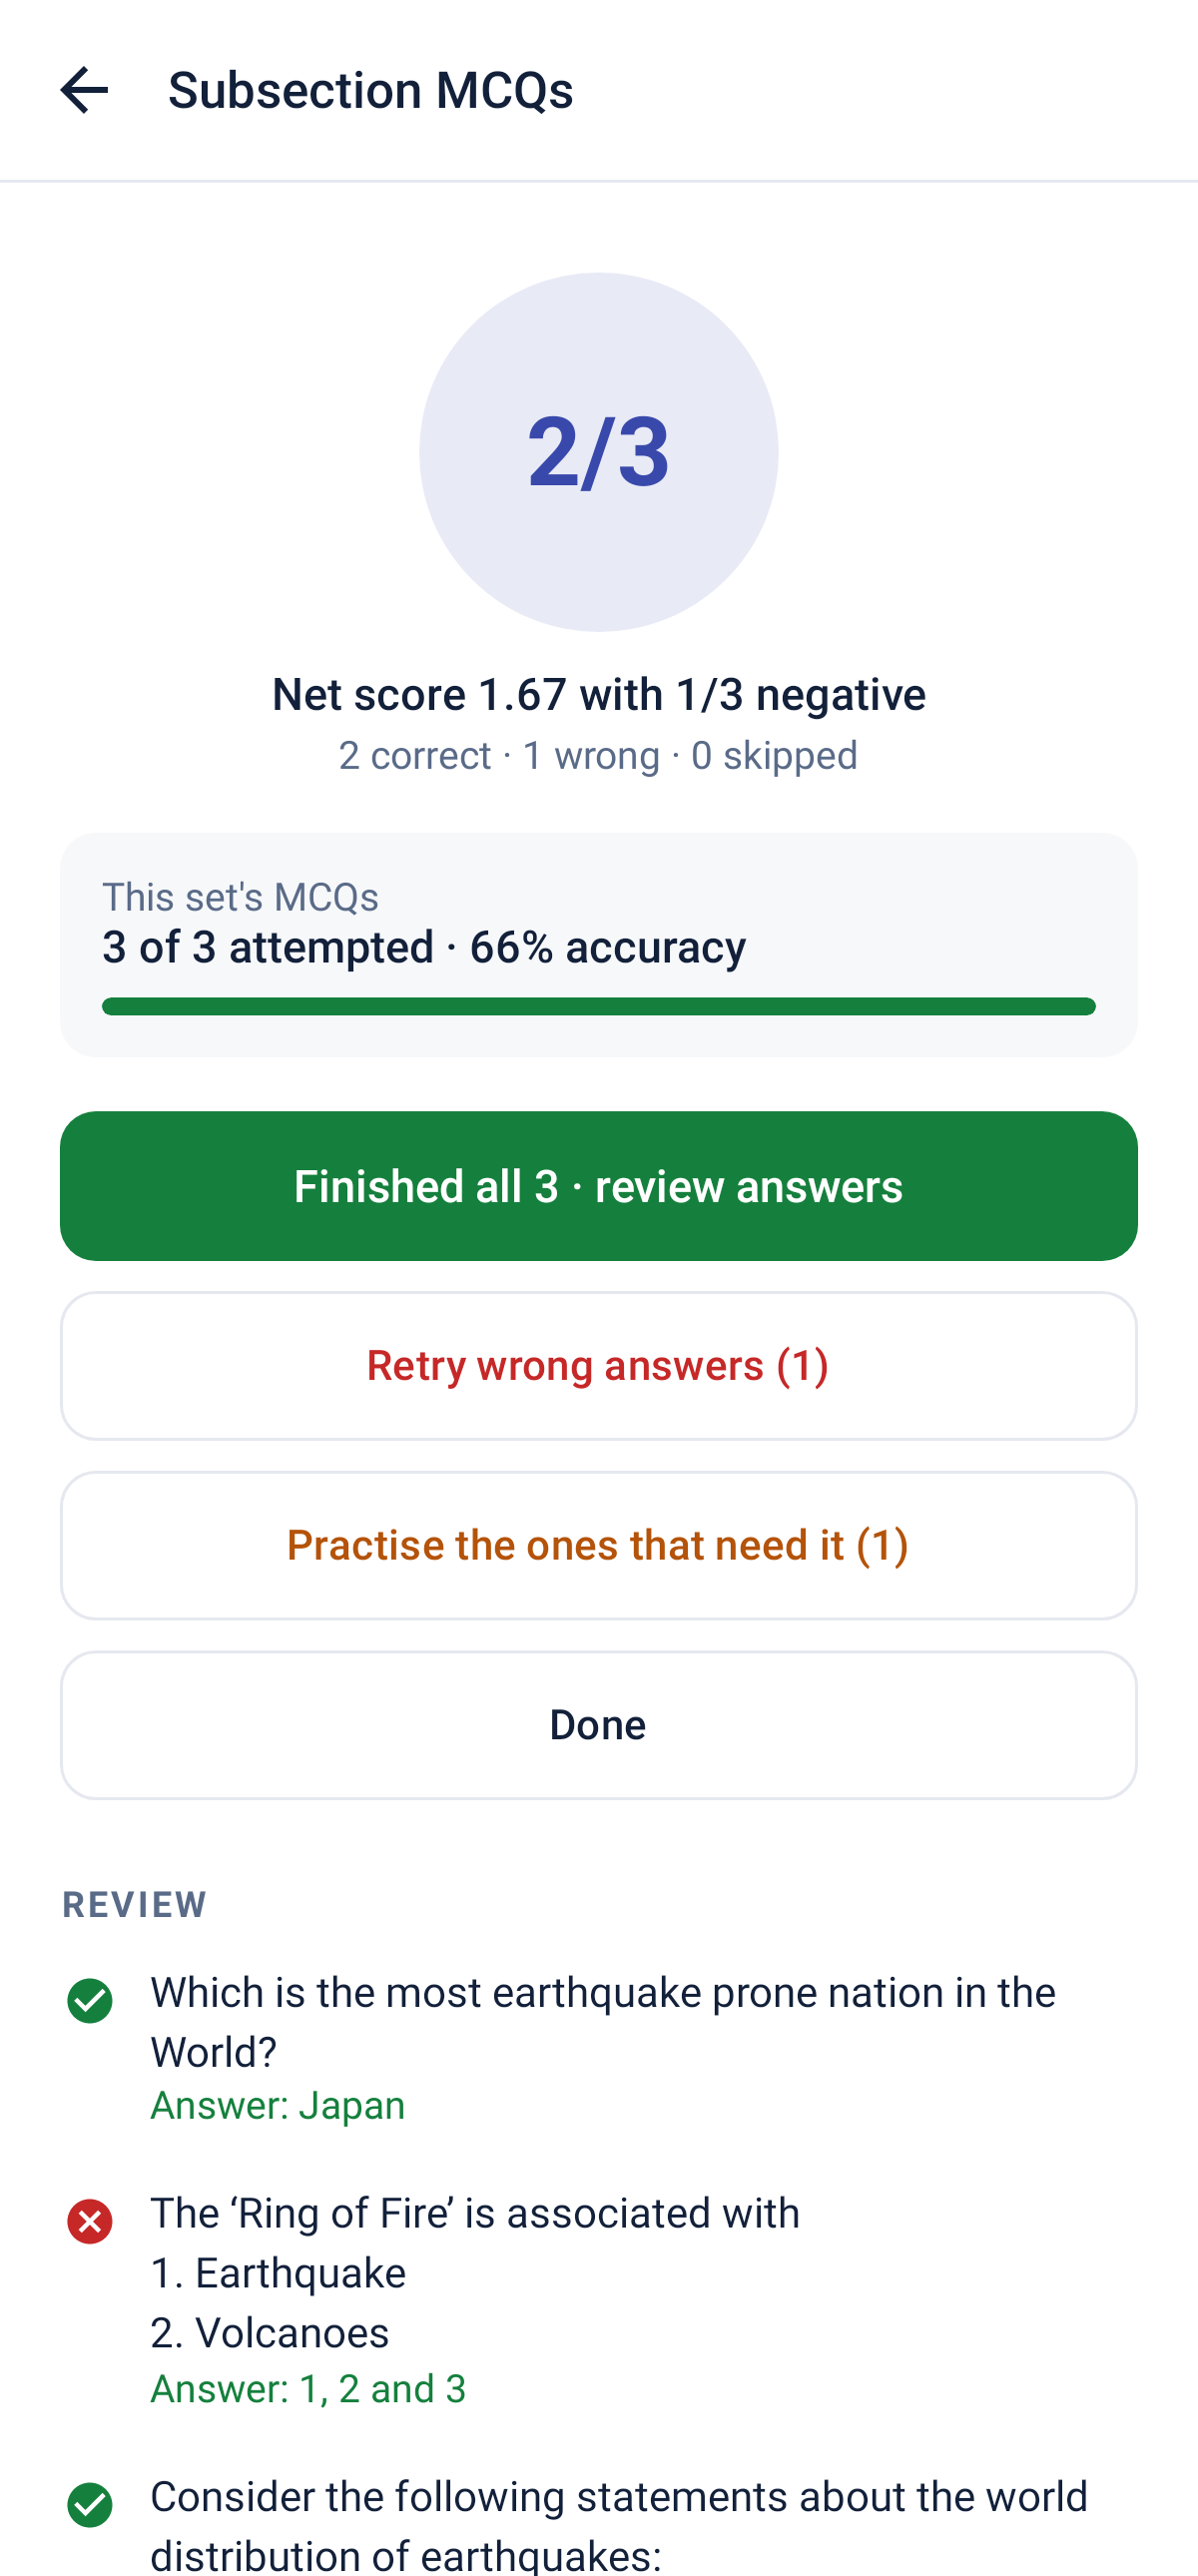 Subsection MCQs
2/3
Net score 1.67 with 1/3 negative
2 correct · 1 wrong · 0 skipped
This set's MCQs
3 of 3 attempted · 66% accuracy
Finished all 3 · review answers
Retry wrong answers (1)
Practise the ones that need it (1)
Done
REVIEW
Which is the most earthquake prone nation in the
World?
Answer: Japan
The ‘Ring of Fire’ is associated with
1. Earthquake
2. Volcanoes
Answer: 1, 2 and 3
Consider the following statements about the world
distribution of earthquakes: